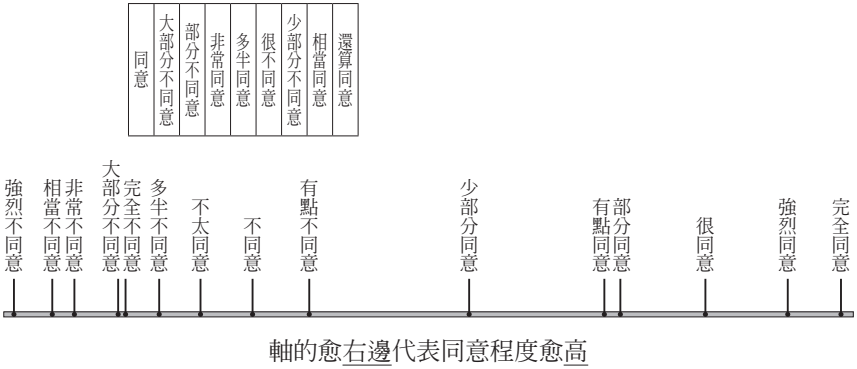 同意
大部分不同意
部分不同意
非常同意
多半同意
很不同意
少部分不同意
相當同意
還算同意
強烈不同意
相當不同意
非常不同意
大部分不同意
完全不同意
多半不同意
不太同意
不同意
有點不同意
少部分同意
有點同意
部分同意
很同意
強烈同意
完全同意
軸的愈右邊代表同意程度愈高